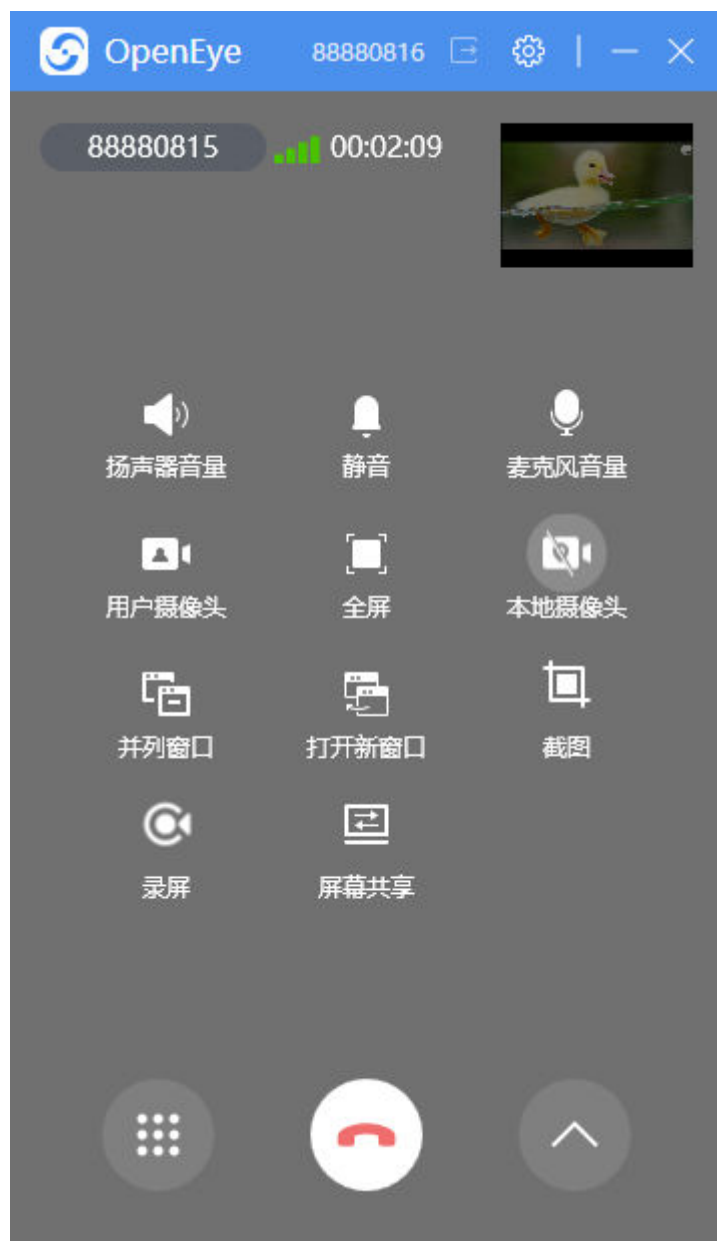 OpenEye 88880816
88880815 00:02:09
扬声器音量 静音 麦克风音量
用户摄像头 全屏 本地摄像头
并列窗口 打开新窗口 截图
录屏 屏幕共享